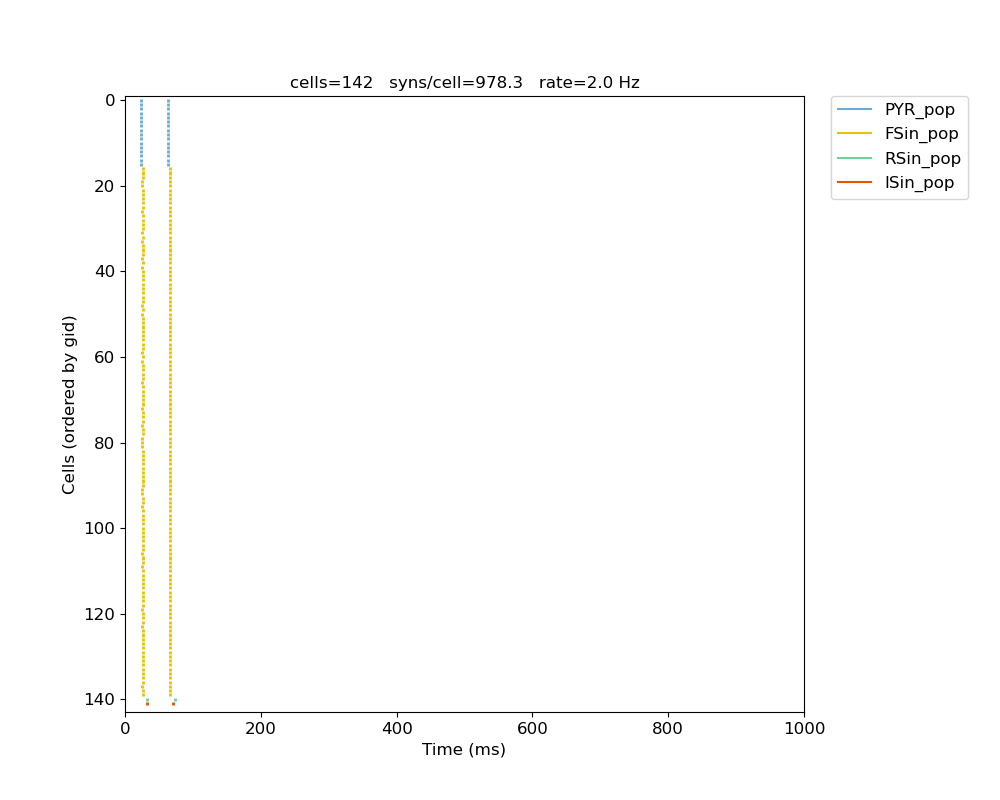 cells=142   syns/cell=978.3   rate=2.0 Hz
PYR_pop
FSin_pop
RSin_pop
ISin_pop
0
20
40
60
80
100
120
140
Cells (ordered by gid)
0 200 400 600 800 1000
Time (ms)